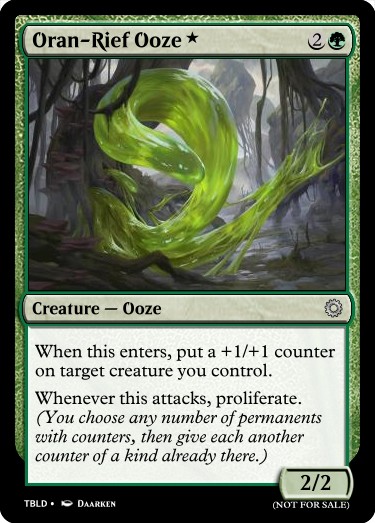 Oran-Rief Ooze★ 2
Creature — Ooze
When this enters, put a +1/+1 counter
on target creature you control.
Whenever this attacks, proliferate.
(You choose any number of permanents
with counters, then give each another
counter of a kind already there.)
2/2
TBLD • Daarken
(NOT FOR SALE)